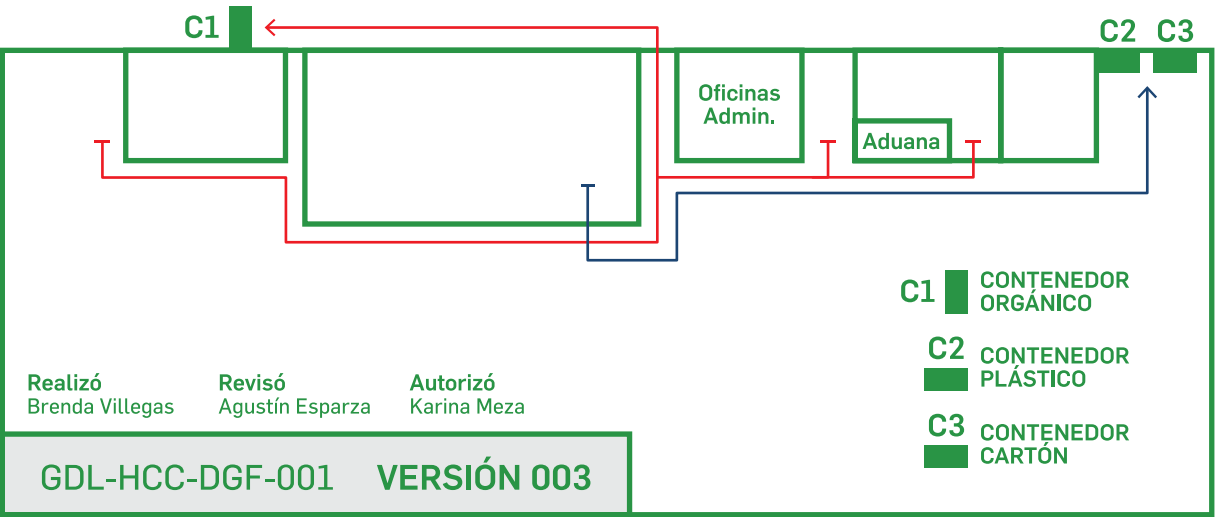 C1
C2 C3
Oficinas
Admin.
Aduana
C1 CONTENEDOR
ORGÁNICO
C2 CONTENEDOR
PLÁSTICO
C3 CONTENEDOR
CARTÓN
Realizó Revisó Autorizó
Brenda Villegas Agustín Esparza Karina Meza
GDL-HCC-DGF-001 VERSIÓN 003